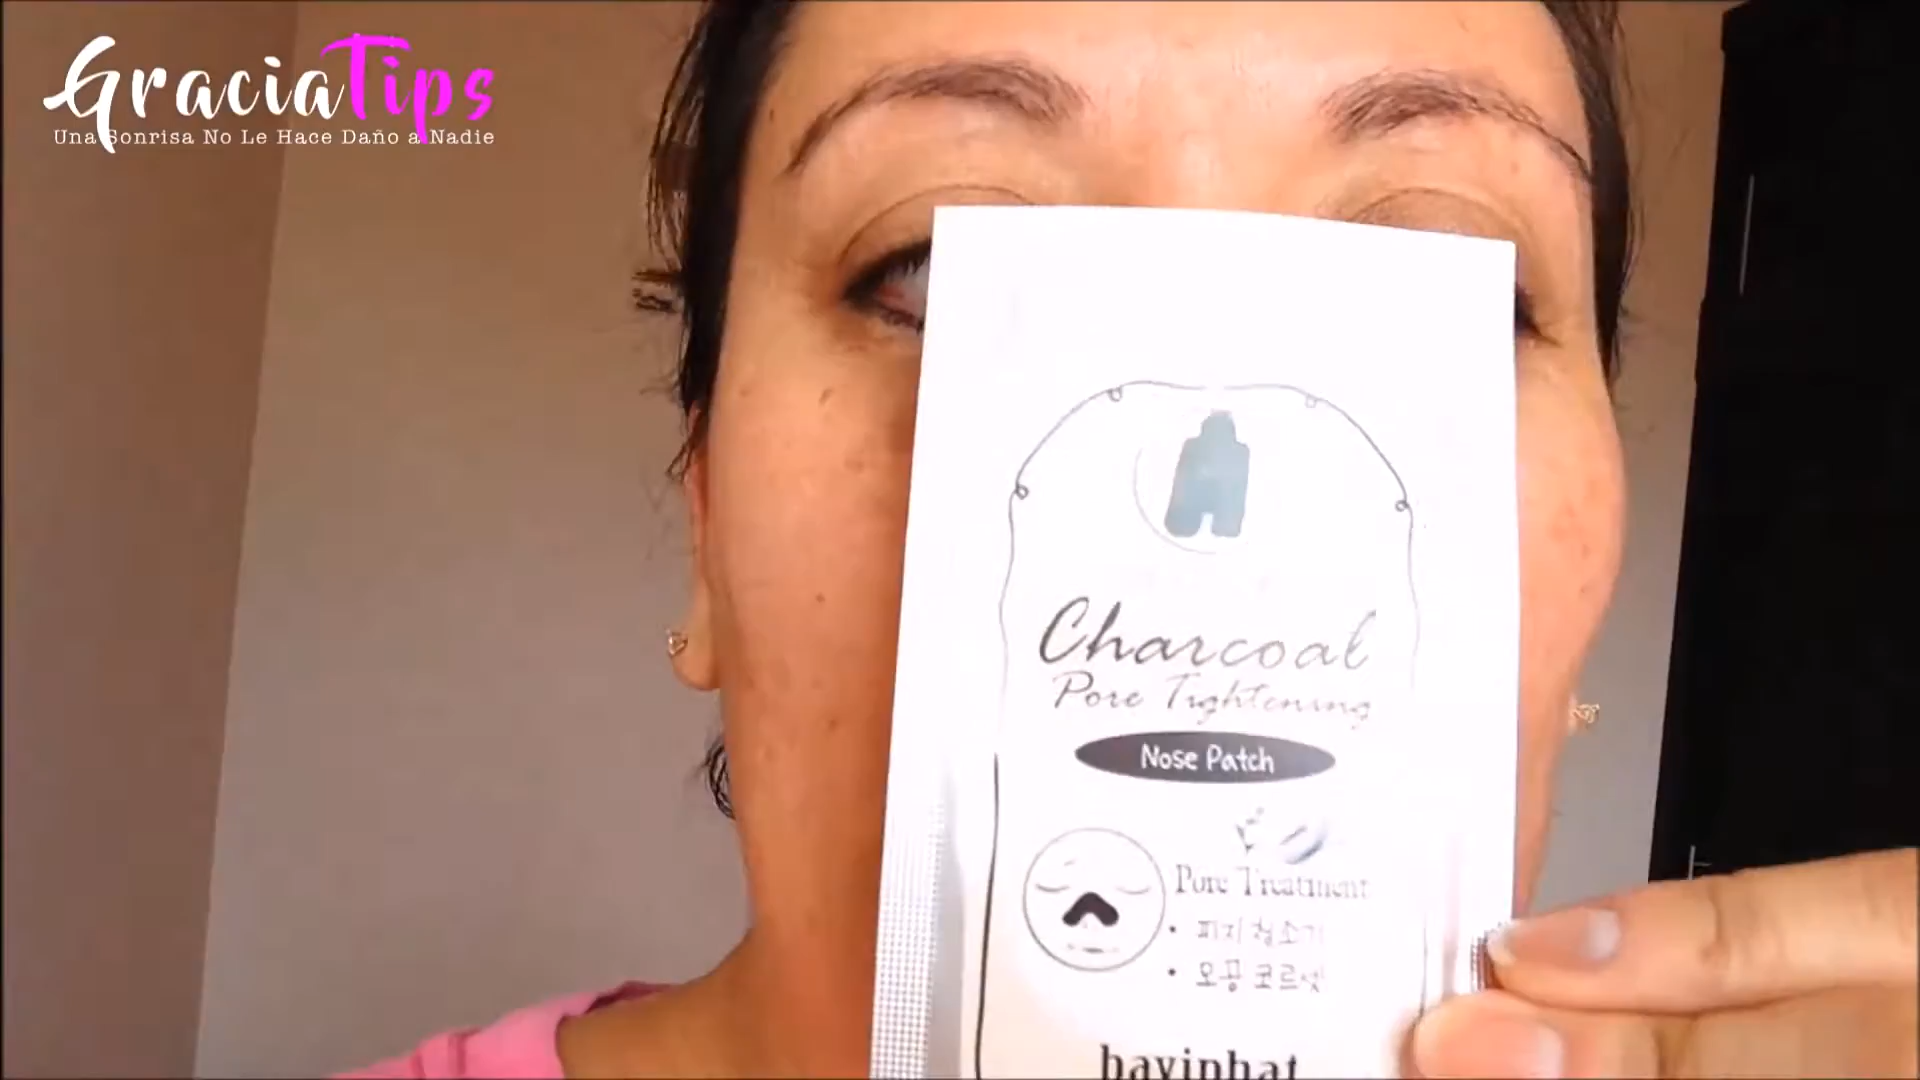 GraciaTips
Una Sonrisa No Le Hace Daño a Nadie
Charcoal
Pore Tightening
Nose Patch
Pore Treatment
• 피지 청소기
• 모공 코르셋